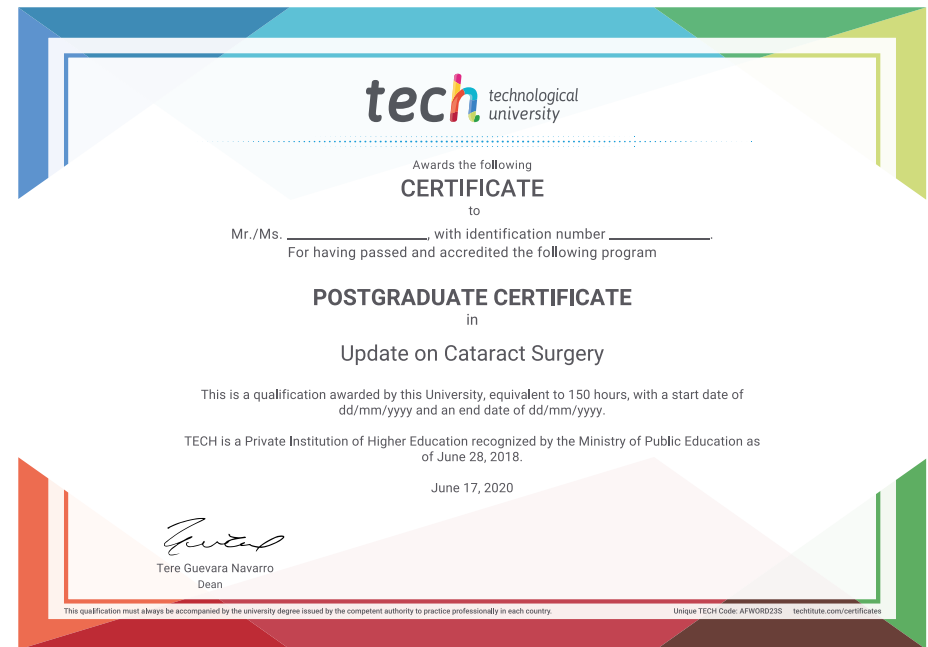 tech technological
university
Awards the following
CERTIFICATE
to
Mr./Ms. ____________________, with identification number ______________.
For having passed and accredited the following program
POSTGRADUATE CERTIFICATE
in
Update on Cataract Surgery
This is a qualification awarded by this University, equivalent to 150 hours, with a start date of
dd/mm/yyyy and an end date of dd/mm/yyyy.
TECH is a Private Institution of Higher Education recognized by the Ministry of Public Education as
of June 28, 2018.
June 17, 2020
Tere Guevara Navarro
Dean
This qualification must always be accompanied by the university degree issued by the competent authority to practice professionally in each country. Unique TECH Code: AFWORD23S techtitute.com/certificates